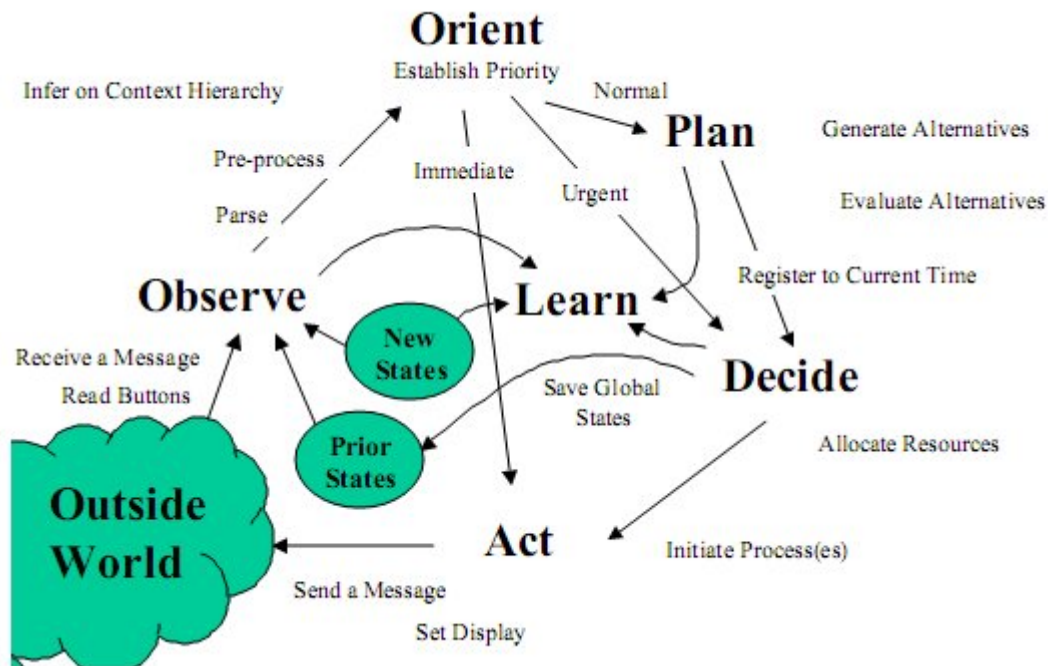 Orient
Establish Priority
Infer on Context Hierarchy
Normal
Plan
Generate Alternatives
Pre-process
Immediate
Urgent
Evaluate Alternatives
Parse
Observe
Learn
Register to Current Time
New
States
Receive a Message
Read Buttons
Decide
Save Global
States
Prior
States
Allocate Resources
Outside
World
Act
Initiate Process(es)
Send a Message
Set Display